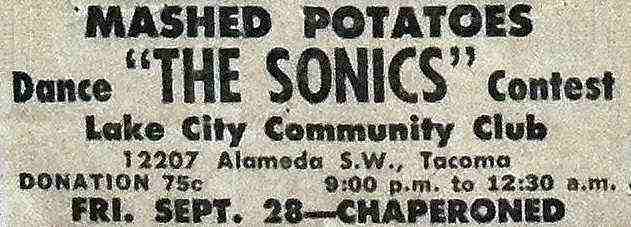 MASHED POTATOES
Dance "THE SONICS" Contest
Lake City Community Club
12207 Alameda S.W., Tacoma
DONATION 75c 9:00 p.m. to 12:30 a.m.
FRI. SEPT. 28—CHAPERONED